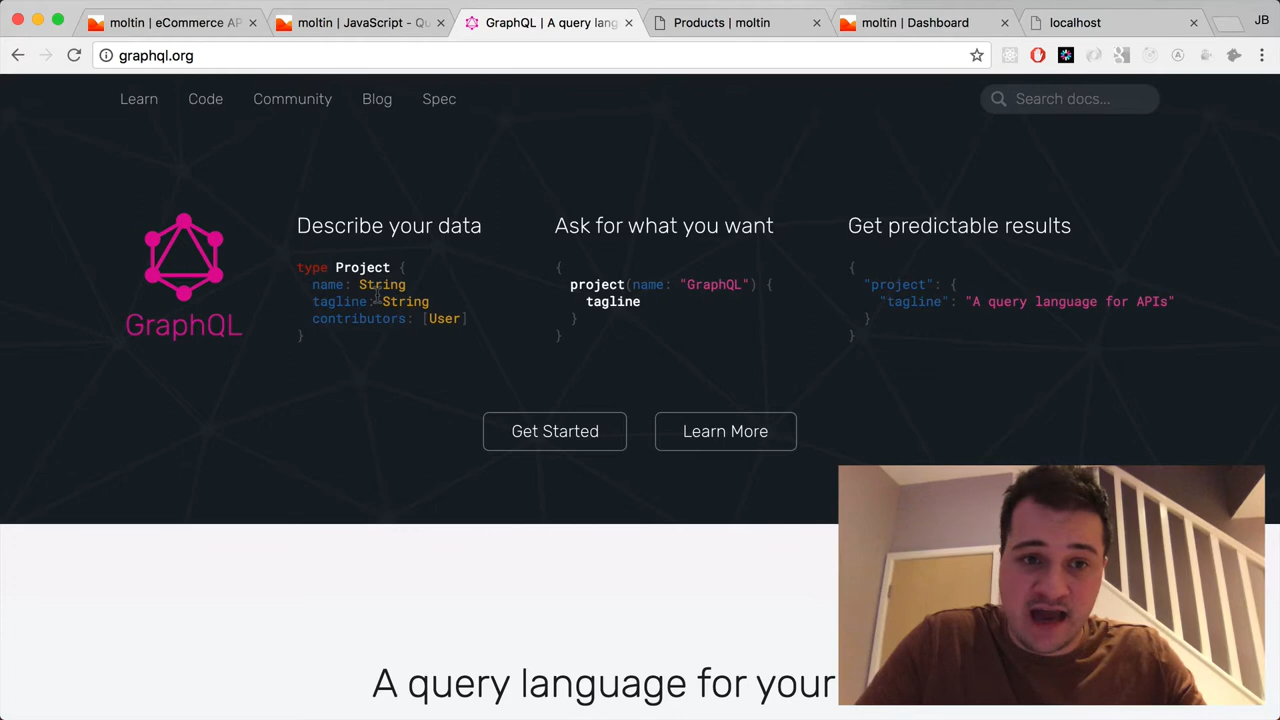 moltin | eCommerce AP
moltin | JavaScript - Qu
GraphQL | A query lang
Products | moltin
moltin | Dashboard
localhost
JB
graphql.org
Learn
Code
Community
Blog
Spec
Search docs...
GraphQL
Describe your data
type Project {
name: String
tagline: String
contributors: [User]
}
Ask for what you want
{
project(name: "GraphQL") {
tagline
}
}
Get predictable results
{
"project": {
"tagline": "A query language for APIs"
}
}
Get Started
Learn More
A query language for your